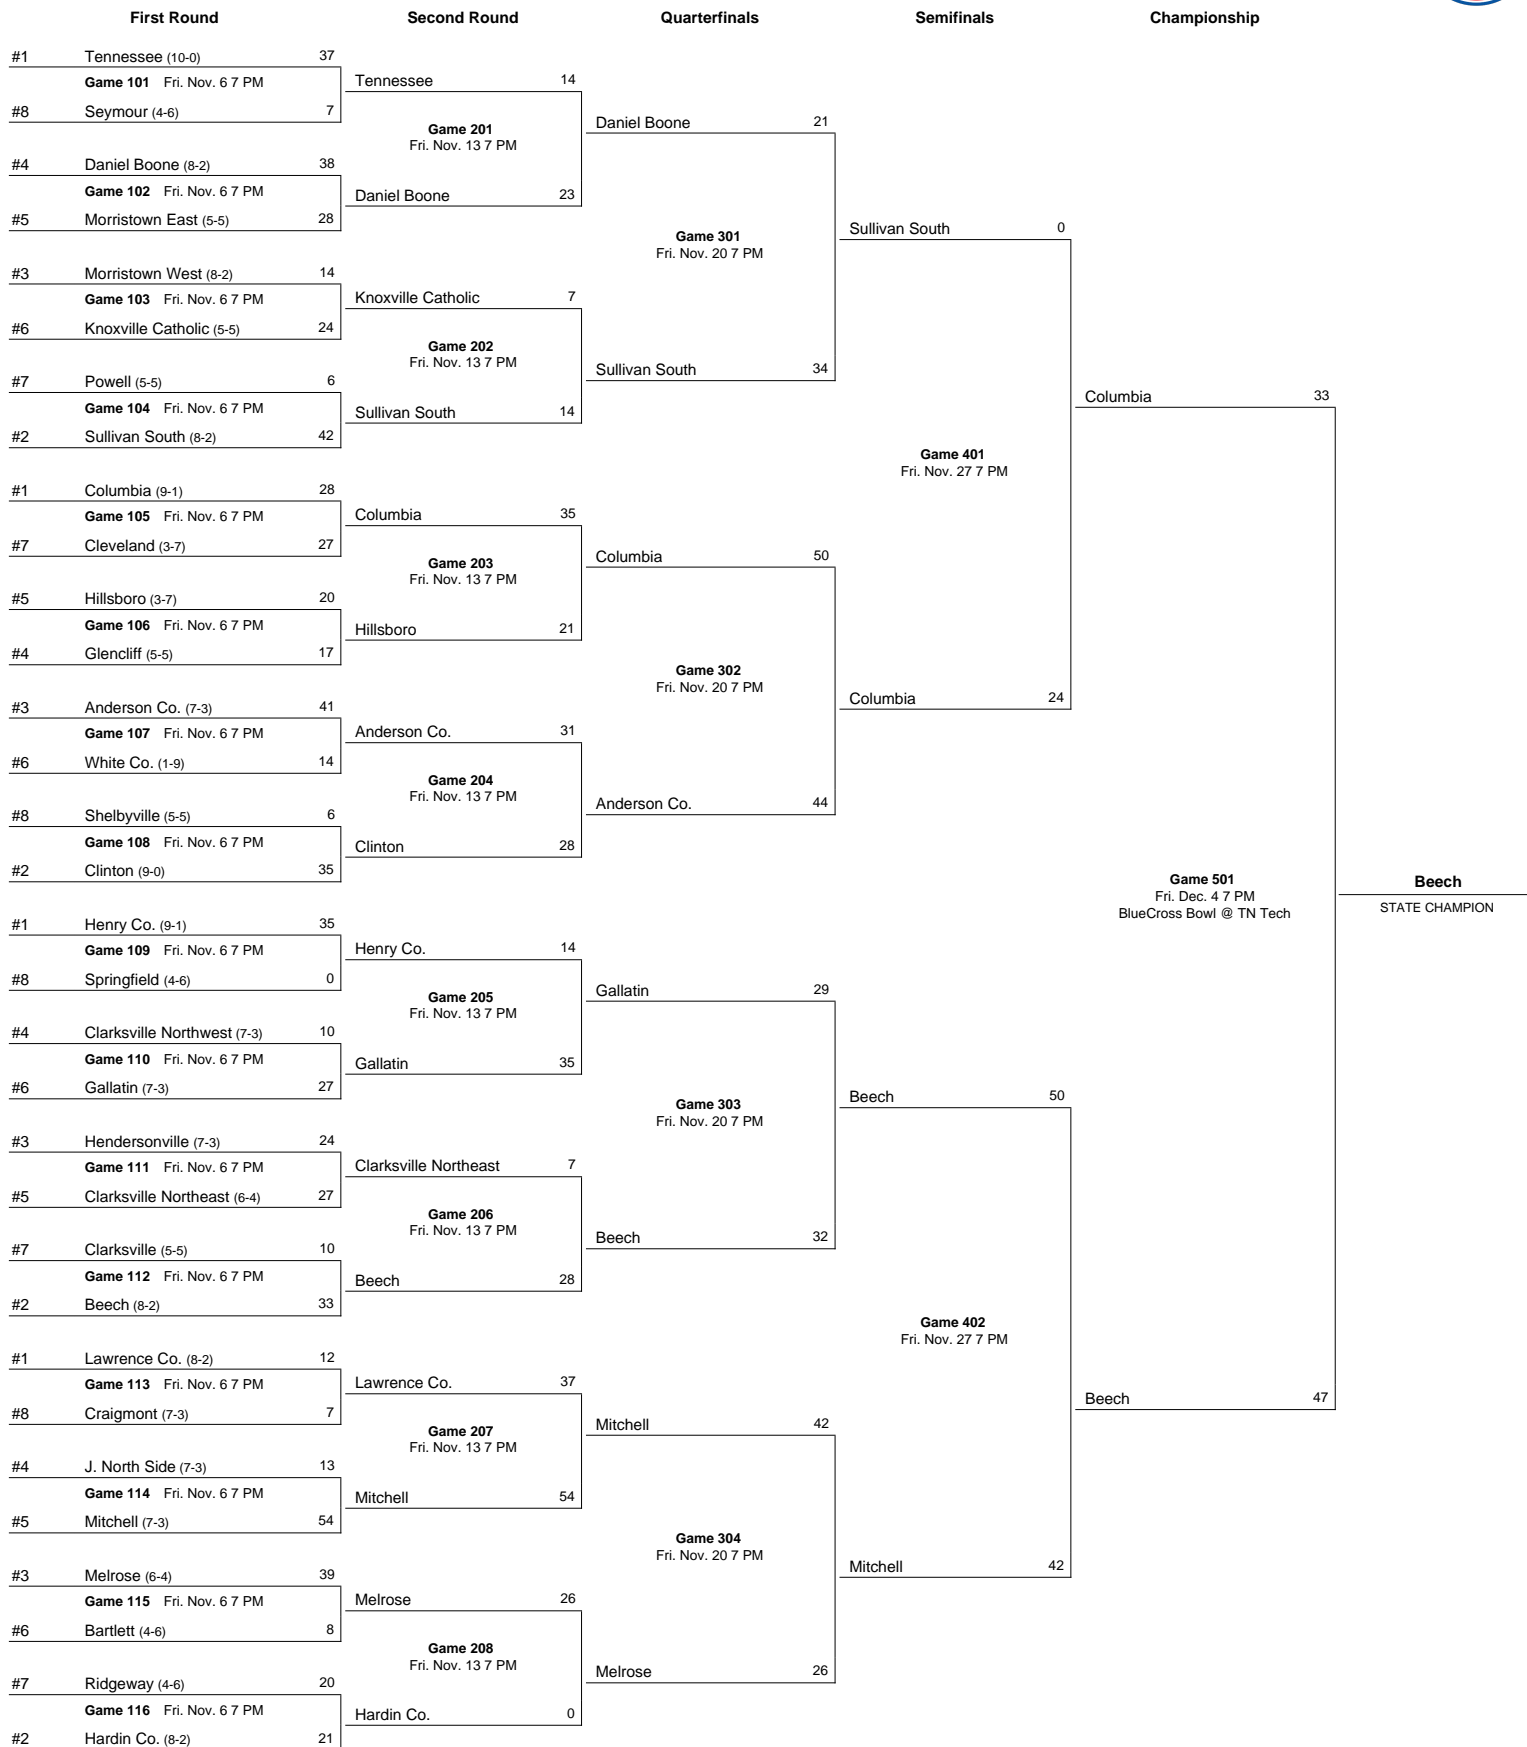 First Round Second Round Quarterfinals Semifinals Championship
#1 Tennessee (10-0) 37
Game 101 Fri. Nov. 6 7 PM
#8 Seymour (4-6) 7
#4 Daniel Boone (8-2) 38
Game 102 Fri. Nov. 6 7 PM
#5 Morristown East (5-5) 28
#3 Morristown West (8-2) 14
Game 103 Fri. Nov. 6 7 PM
#6 Knoxville Catholic (5-5) 24
#7 Powell (5-5) 6
Game 104 Fri. Nov. 6 7 PM
#2 Sullivan South (8-2) 42
#1 Columbia (9-1) 28
Game 105 Fri. Nov. 6 7 PM
#7 Cleveland (3-7) 27
#5 Hillsboro (3-7) 20
Game 106 Fri. Nov. 6 7 PM
#4 Glencliff (5-5) 17
#3 Anderson Co. (7-3) 41
Game 107 Fri. Nov. 6 7 PM
#6 White Co. (1-9) 14
#8 Shelbyville (5-5) 6
Game 108 Fri. Nov. 6 7 PM
#2 Clinton (9-0) 35
#1 Henry Co. (9-1) 35
Game 109 Fri. Nov. 6 7 PM
#8 Springfield (4-6) 0
#4 Clarksville Northwest (7-3) 10
Game 110 Fri. Nov. 6 7 PM
#6 Gallatin (7-3) 27
#3 Hendersonville (7-3) 24
Game 111 Fri. Nov. 6 7 PM
#5 Clarksville Northeast (6-4) 27
#7 Clarksville (5-5) 10
Game 112 Fri. Nov. 6 7 PM
#2 Beech (8-2) 33
#1 Lawrence Co. (8-2) 12
Game 113 Fri. Nov. 6 7 PM
#8 Craigmont (7-3) 7
#4 J. North Side (7-3) 13
Game 114 Fri. Nov. 6 7 PM
#5 Mitchell (7-3) 54
#3 Melrose (6-4) 39
Game 115 Fri. Nov. 6 7 PM
#6 Bartlett (4-6) 8
#7 Ridgeway (4-6) 20
Game 116 Fri. Nov. 6 7 PM
#2 Hardin Co. (8-2) 21
Tennessee 14
Game 201
Fri. Nov. 13 7 PM
Daniel Boone 23
Knoxville Catholic 7
Game 202
Fri. Nov. 13 7 PM
Sullivan South 14
Columbia 35
Game 203
Fri. Nov. 13 7 PM
Hillsboro 21
Anderson Co. 31
Game 204
Fri. Nov. 13 7 PM
Clinton 28
Henry Co. 14
Game 205
Fri. Nov. 13 7 PM
Gallatin 35
Clarksville Northeast 7
Game 206
Fri. Nov. 13 7 PM
Beech 28
Lawrence Co. 37
Game 207
Fri. Nov. 13 7 PM
Mitchell 54
Melrose 26
Game 208
Fri. Nov. 13 7 PM
Hardin Co. 0
Daniel Boone 21
Game 301
Fri. Nov. 20 7 PM
Sullivan South 34
Columbia 50
Game 302
Fri. Nov. 20 7 PM
Anderson Co. 44
Gallatin 29
Game 303
Fri. Nov. 20 7 PM
Beech 32
Mitchell 42
Game 304
Fri. Nov. 20 7 PM
Melrose 26
Sullivan South 0
Game 401
Fri. Nov. 27 7 PM
Columbia 24
Beech 50
Game 402
Fri. Nov. 27 7 PM
Mitchell 42
Columbia 33
Game 501
Fri. Dec. 4 7 PM
BlueCross Bowl @ TN Tech
Beech 47
Beech
STATE CHAMPION